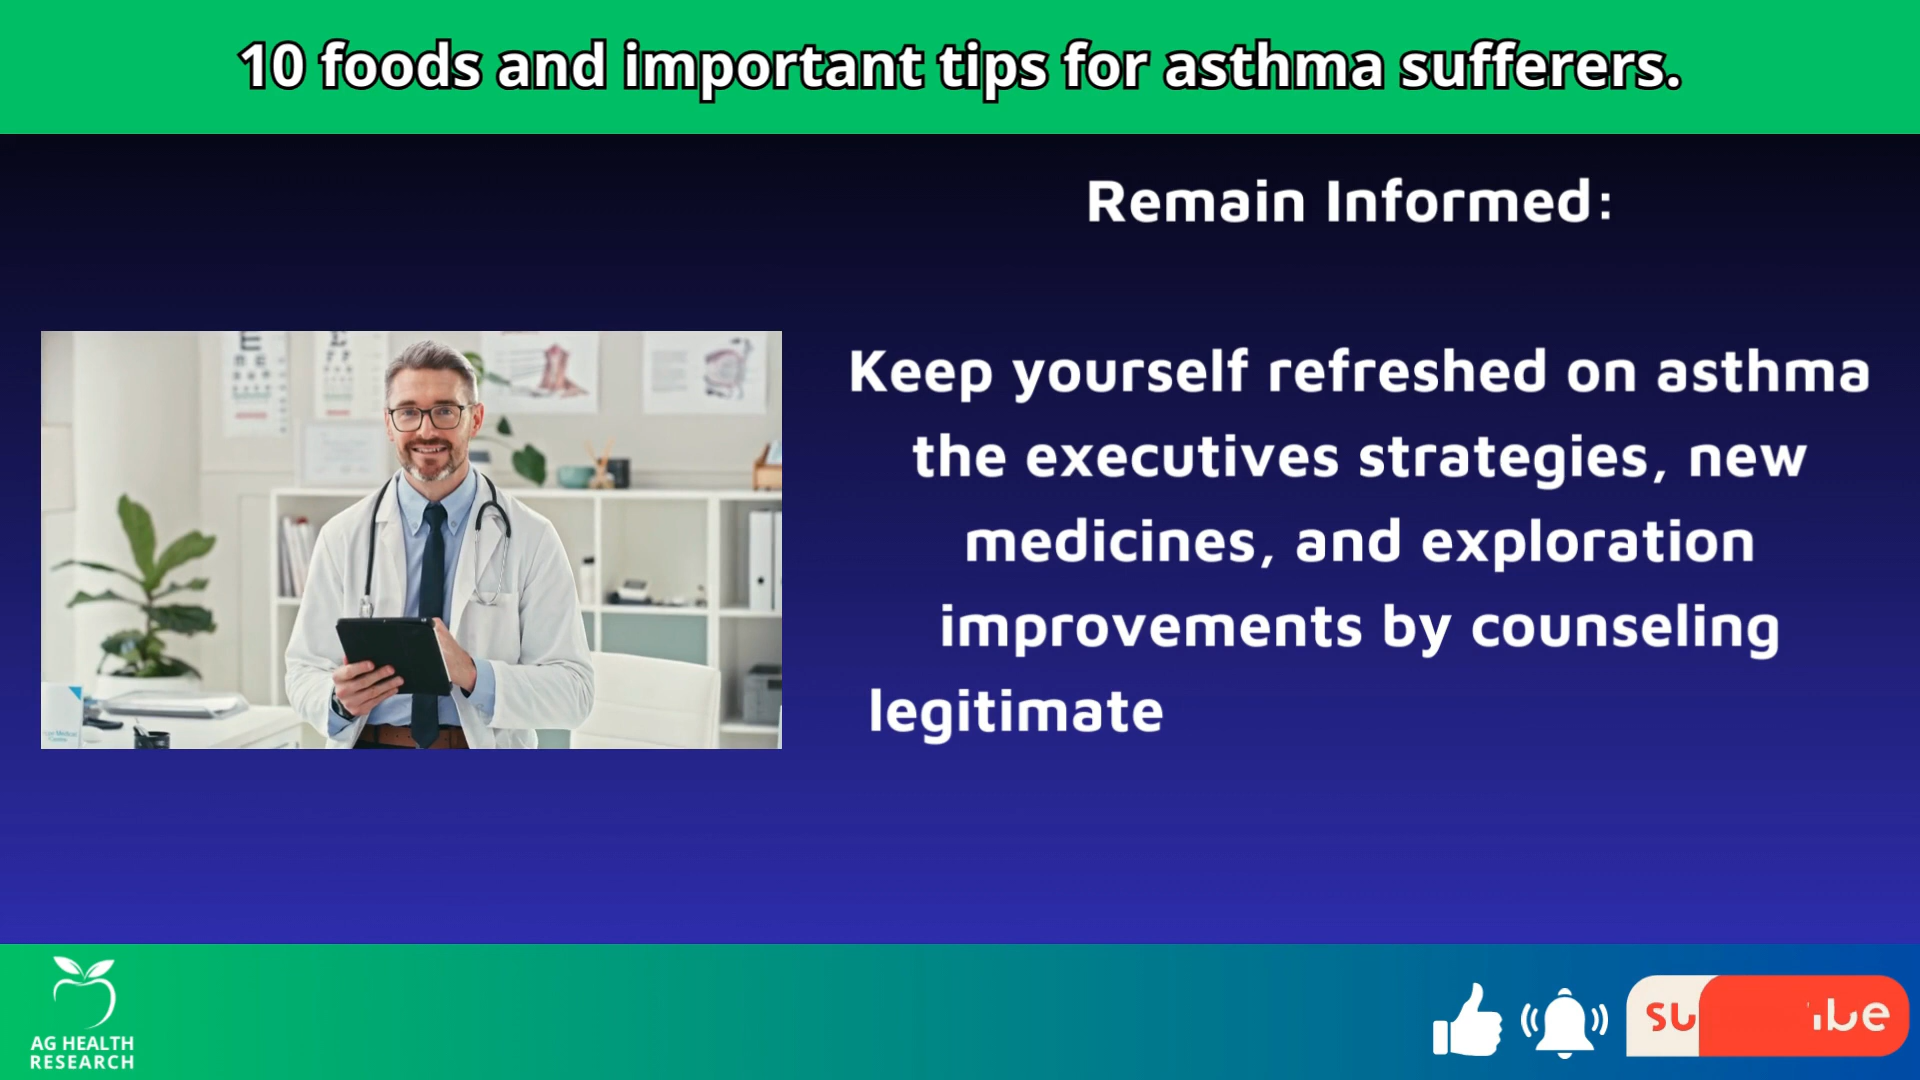 10 foods and important tips for asthma sufferers.
Remain Informed:
Keep yourself refreshed on asthma
the executives strategies, new
medicines, and exploration
improvements by counseling
legitimate
AG HEALTH
RESEARCH